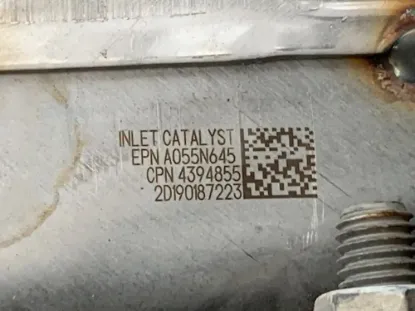 INLET CATALYST
EPN A055N645
CPN 4394855
2D190187223